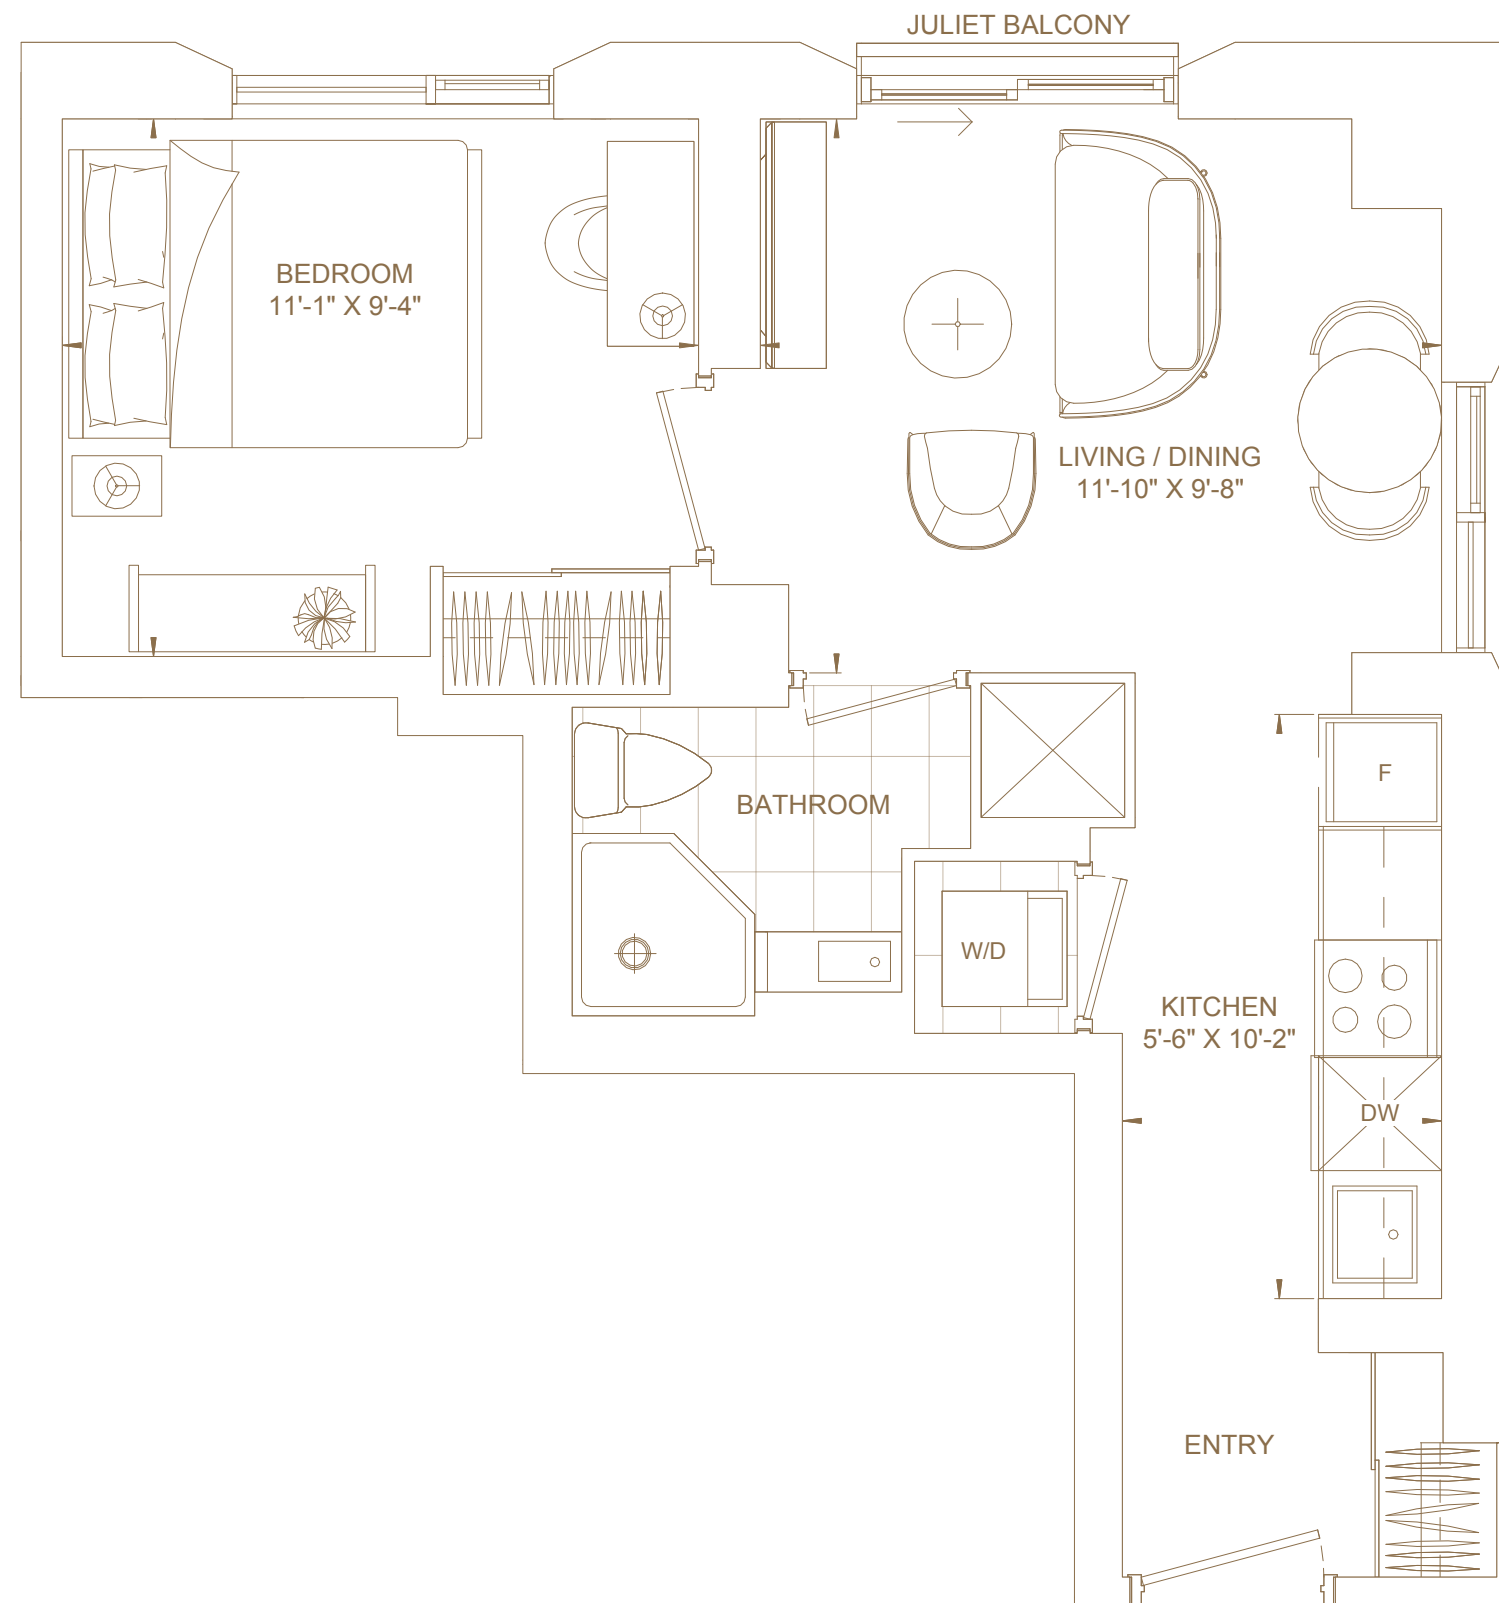 JULIET BALCONY
BEDROOM
11'-1" X 9'-4"
LIVING / DINING
11'-10" X 9'-8"
F
BATHROOM
W/D
KITCHEN
5'-6" X 10'-2"
DW
ENTRY